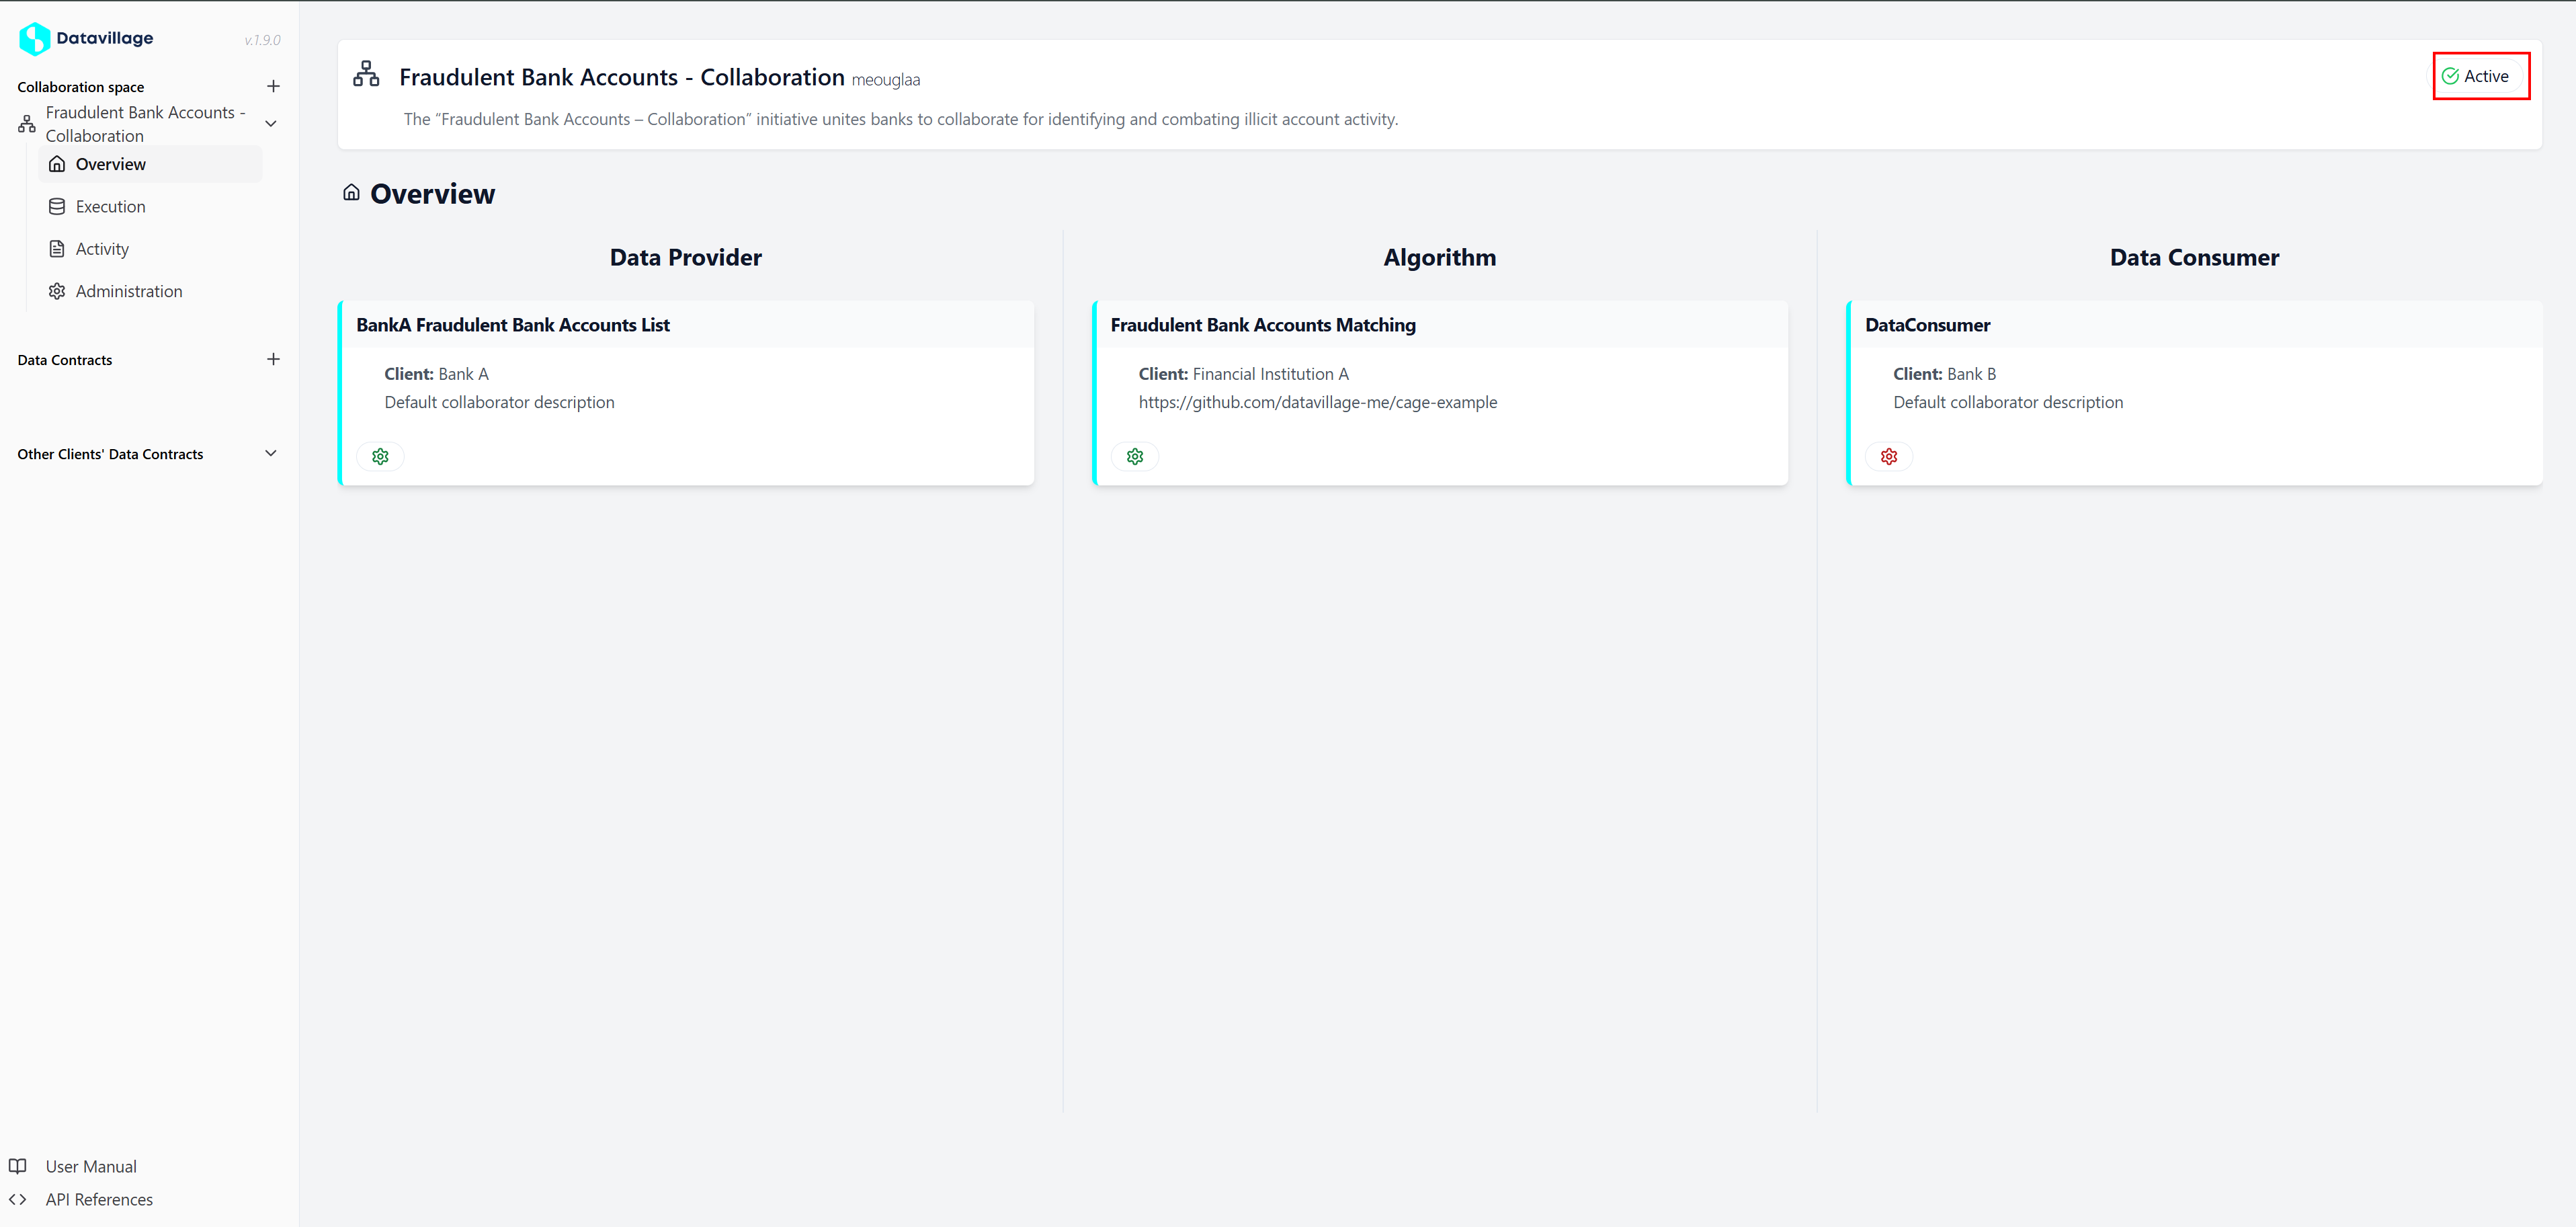 Datavillage
v.1.9.0
Collaboration space
Fraudulent Bank Accounts -
Collaboration
Overview
Execution
Activity
Administration
Data Contracts
Other Clients' Data Contracts
User Manual
API References
Fraudulent Bank Accounts - Collaboration meouglaa
Active
The “Fraudulent Bank Accounts – Collaboration” initiative unites banks to collaborate for identifying and combating illicit account activity.
Overview
Data Provider
BankA Fraudulent Bank Accounts List
Client: Bank A
Default collaborator description
Algorithm
Fraudulent Bank Accounts Matching
Client: Financial Institution A
https://github.com/datavillage-me/cage-example
Data Consumer
DataConsumer
Client: Bank B
Default collaborator description